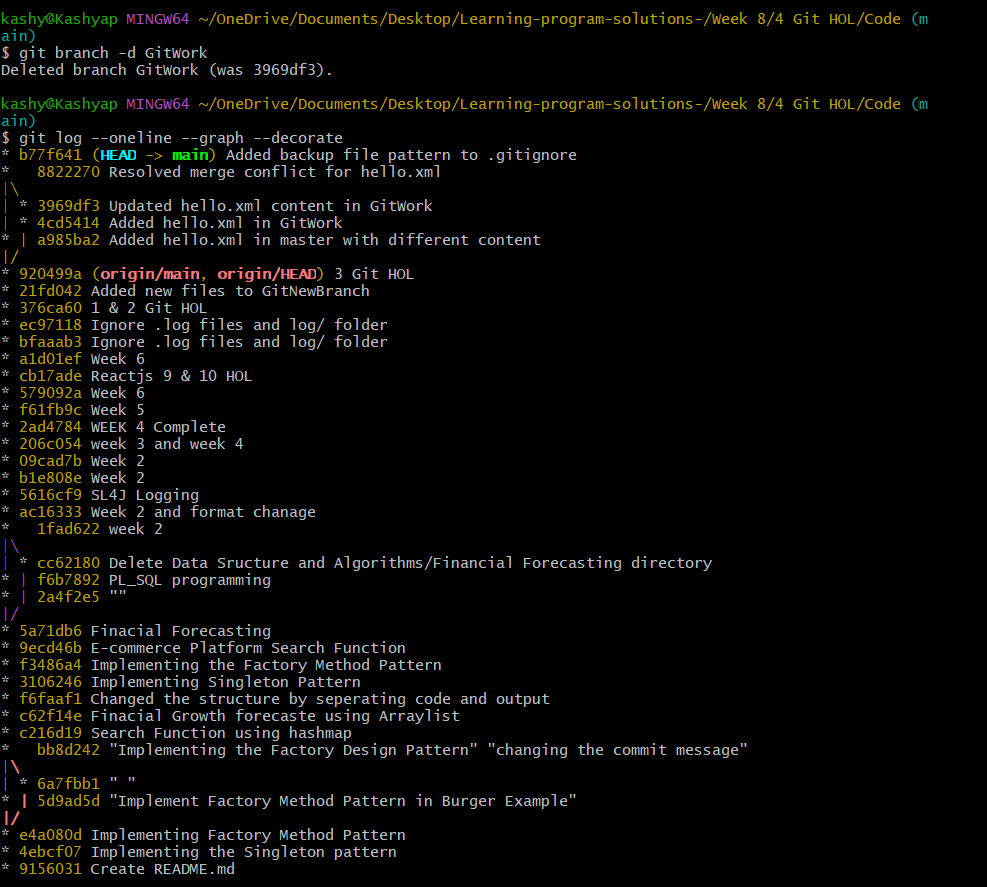 kashy@Kashyap MINGW64 ~/OneDrive/Documents/Desktop/Learning-program-solutions-/Week 8/4 Git HOL/Code (m
ain)
$ git branch -d GitWork
Deleted branch GitWork (was 3969df3).

kashy@Kashyap MINGW64 ~/OneDrive/Documents/Desktop/Learning-program-solutions-/Week 8/4 Git HOL/Code (m
ain)
$ git log --oneline --graph --decorate
* b77f641 (HEAD -> main) Added backup file pattern to .gitignore
*   8822270 Resolved merge conflict for hello.xml
|\
| * 3969df3 Updated hello.xml content in GitWork
| * 4cd5414 Added hello.xml in GitWork
* | a985ba2 Added hello.xml in master with different content
|/
* 920499a (origin/main, origin/HEAD) 3 Git HOL
* 21fd042 Added new files to GitNewBranch
* 376ca60 1 & 2 Git HOL
* ec97118 Ignore .log files and log/ folder
* bfaaab3 Ignore .log files and log/ folder
* a1d01ef Week 6
* cb17ade Reactjs 9 & 10 HOL
* 579092a Week 6
* f61fb9c Week 5
* 2ad4784 WEEK 4 Complete
* 206c054 week 3 and week 4
* 09cad7b Week 2
* b1e808e Week 2
* 5616cf9 SL4J Logging
* ac16333 Week 2 and format chanage
*   1fad622 week 2
|\
| * cc62180 Delete Data Sructure and Algorithms/Financial Forecasting directory
* | f6b7892 PL_SQL programming
* | 2a4f2e5 ""
|/
* 5a71db6 Finacial Forecasting
* 9ecd46b E-commerce Platform Search Function
* f3486a4 Implementing the Factory Method Pattern
* 3106246 Implementing Singleton Pattern
* f6faaf1 Changed the structure by seperating code and output
* c62f14e Finacial Growth forecaste using Arraylist
* c216d19 Search Function using hashmap
*   bb8d242 "Implementing the Factory Design Pattern" "changing the commit message"
|\
| * 6a7fbb1 " "
* | 5d9ad5d "Implement Factory Method Pattern in Burger Example"
|/
* e4a080d Implementing Factory Method Pattern
* 4ebcf07 Implementing the Singleton pattern
* 9156031 Create README.md